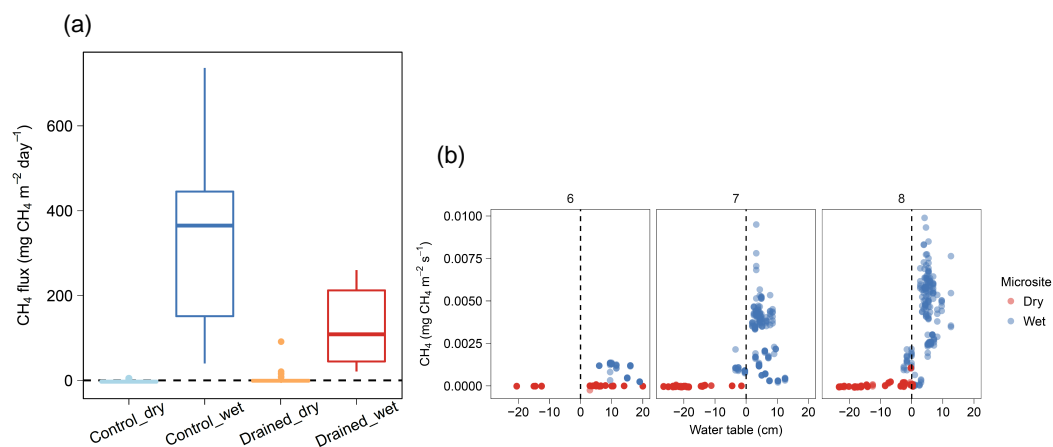 (a)
CH₄ flux (mg CH₄ m⁻² day⁻¹)
600
400
200
0
Control_dry
Control_wet
Drained_dry
Drained_wet
(b)
6
7
8
CH₄ (mg CH₄ m⁻² s⁻¹)
0.0100
0.0075
0.0050
0.0025
0.0000
−20 −10 0 10 20
−20 −10 0 10 20
−20 −10 0 10 20
Water table (cm)
Microsite
Dry
Wet